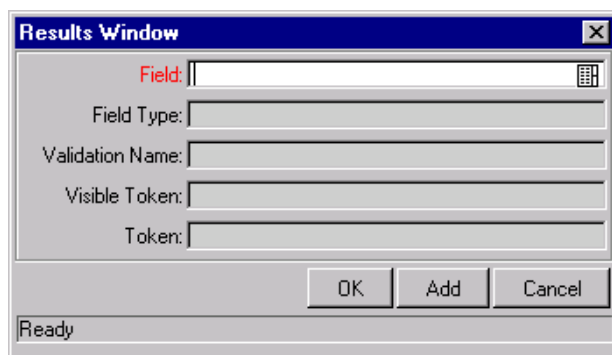 Results Window
Field:
Field Type:
Validation Name:
Visible Token:
Token:
OK Add Cancel
Ready